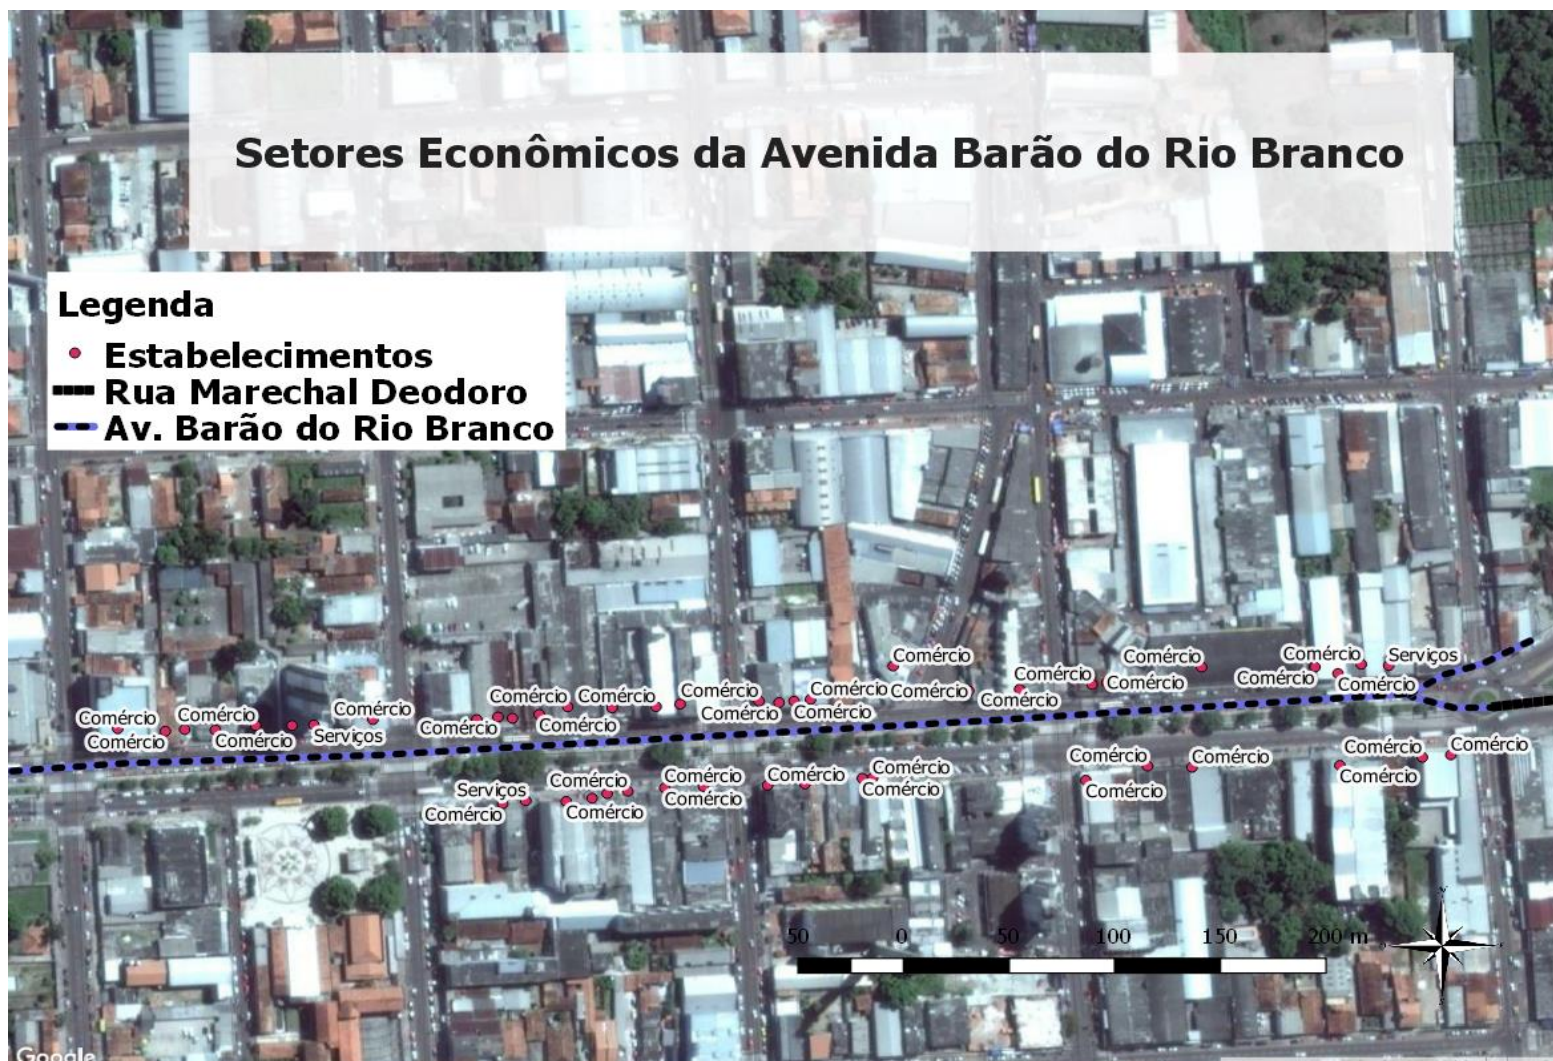 Setores Econômicos da Avenida Barão do Rio Branco
Legenda
Estabelecimentos
Rua Marechal Deodoro
Av. Barão do Rio Branco
Comércio
Comércio Serviços
Comércio
Comércio Comércio
Comércio Comércio Comércio
Comércio Comércio
Comércio Comércio
Comércio Comércio
Comércio Comércio Comércio
Comércio Comércio Comércio
Comércio Comércio Serviços
Comércio
Comércio
Comércio Comércio Comércio
Comércio
Comércio Comércio Comércio
Serviços Comércio Comércio Comércio
Comércio
Comércio Comércio Comércio
50 0 50 100 150 200 m
Google